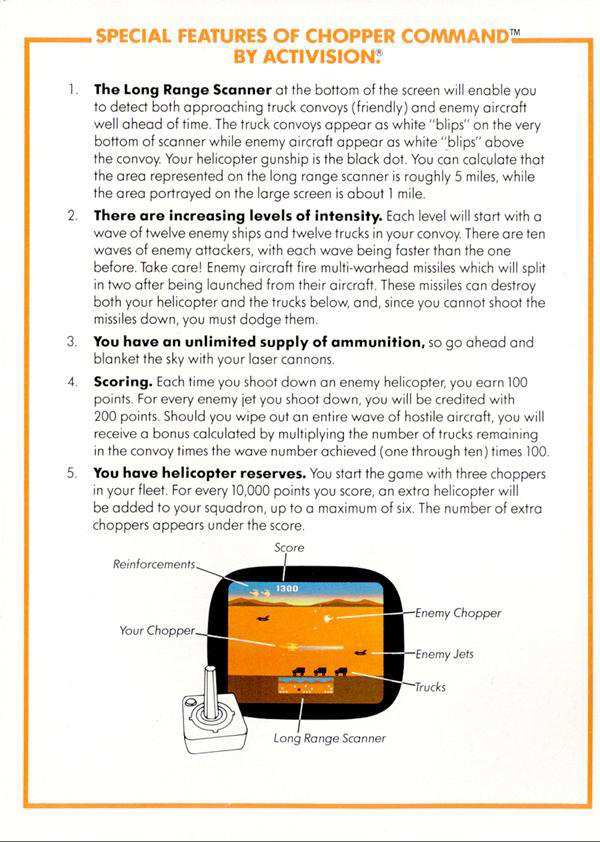 SPECIAL FEATURES OF CHOPPER COMMAND™
BY ACTIVISION®
1. The Long Range Scanner at the bottom of the screen will enable you
to detect both approaching truck convoys (friendly) and enemy aircraft
well ahead of time. The truck convoys appear as white "blips" on the very
bottom of scanner while enemy aircraft appear as white "blips" above
the convoy. Your helicopter gunship is the black dot. You can calculate that
the area represented on the long range scanner is roughly 5 miles, while
the area portrayed on the large screen is about 1 mile.
2. There are increasing levels of intensity. Each level will start with a
wave of twelve enemy ships and twelve trucks in your convoy. There are ten
waves of enemy attackers, with each wave being faster than the one
before. Take care! Enemy aircraft fire multi-warhead missiles which will split
in two after being launched from their aircraft. These missiles can destroy
both your helicopter and the trucks below, and, since you cannot shoot the
missiles down, you must dodge them.
3. You have an unlimited supply of ammunition, so go ahead and
blanket the sky with your laser cannons.
4. Scoring. Each time you shoot down an enemy helicopter, you earn 100
points. For every enemy jet you shoot down, you will be credited with
200 points. Should you wipe out an entire wave of hostile aircraft, you will
receive a bonus calculated by multiplying the number of trucks remaining
in the convoy times the wave number achieved (one through ten) times 100.
5. You have helicopter reserves. You start the game with three choppers
in your fleet. For every 10,000 points you score, an extra helicopter will
be added to your squadron, up to a maximum of six. The number of extra
choppers appears under the score.
Score
Reinforcements
1300
Enemy Chopper
Your Chopper
Enemy Jets
Trucks
Long Range Scanner